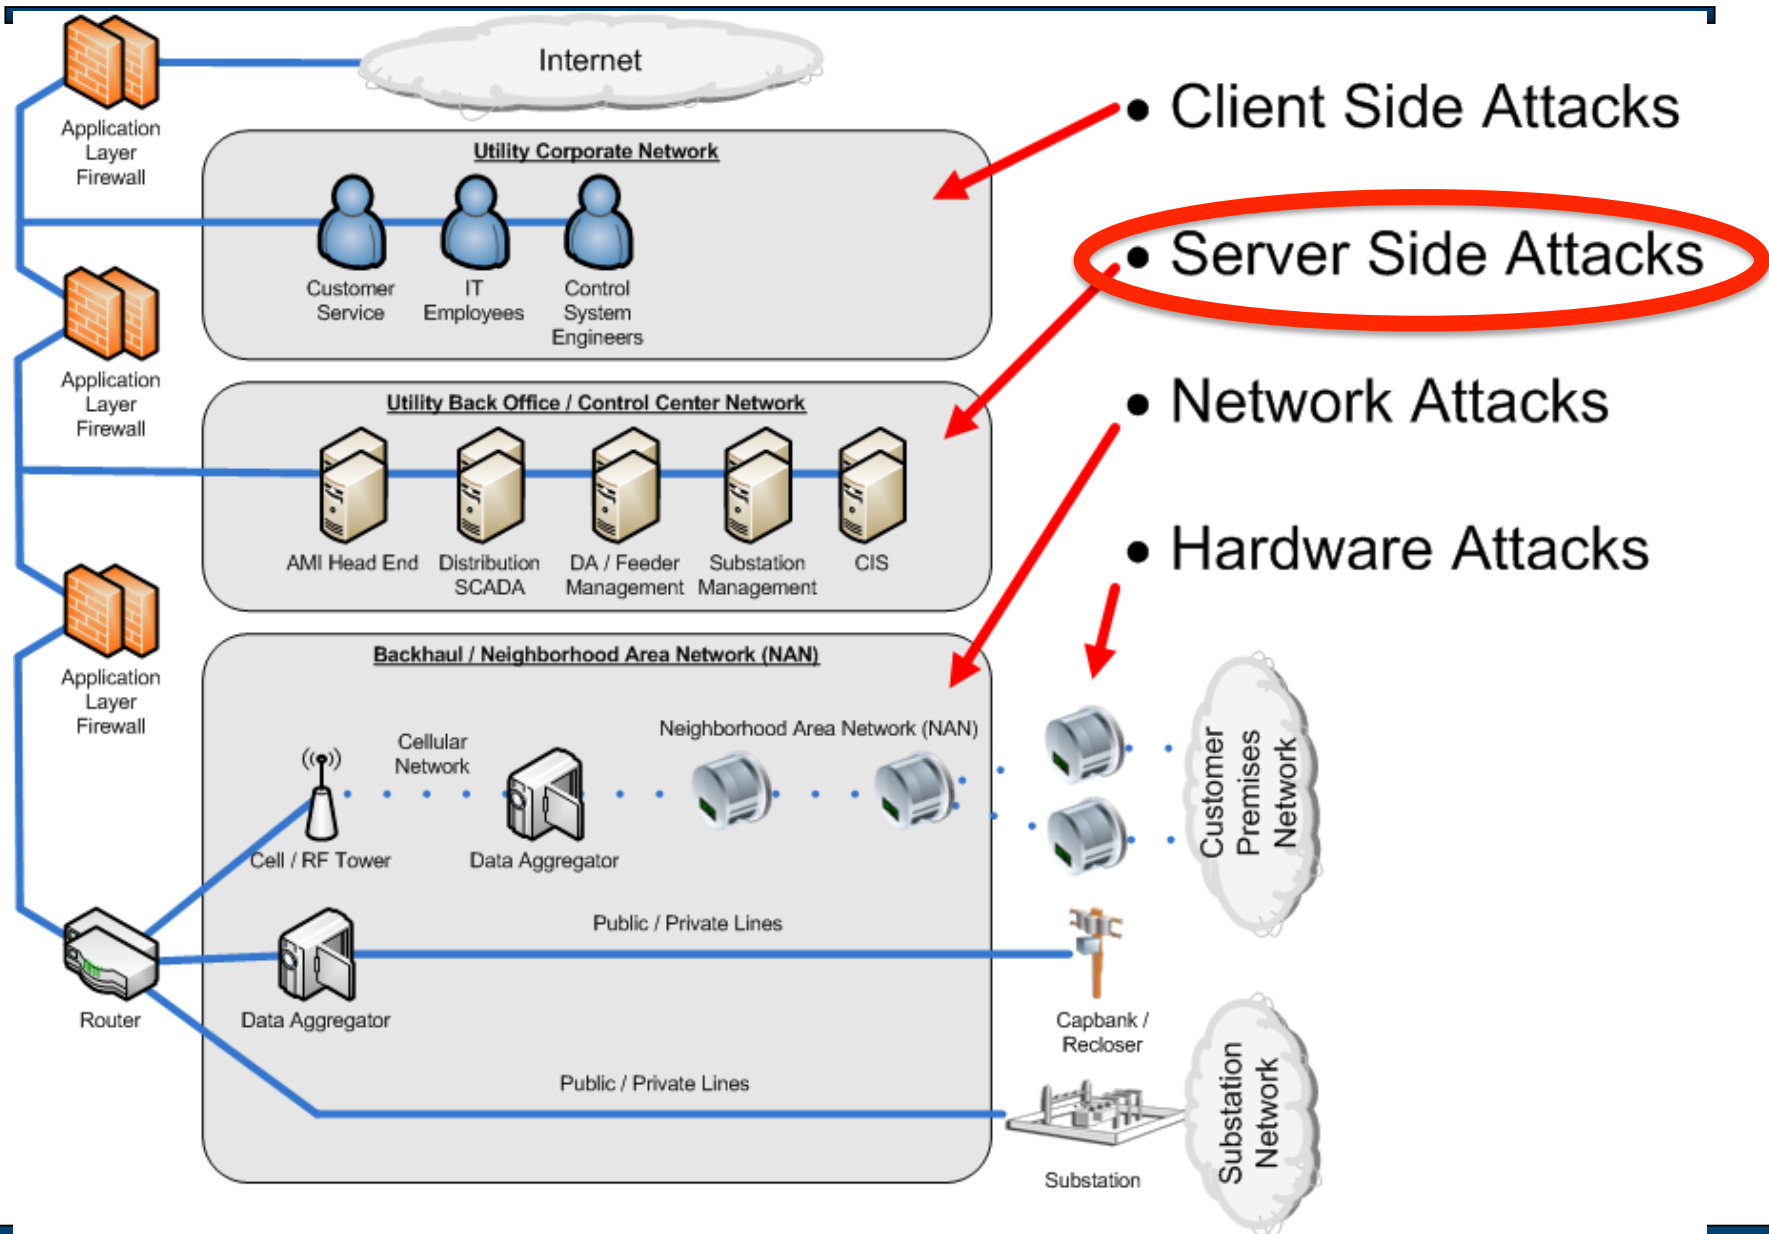 Internet
Application
Layer
Firewall
Utility Corporate Network
Customer
Service
IT
Employees
Control
System
Engineers
Application
Layer
Firewall
Utility Back Office / Control Center Network
AMI Head End
Distribution
SCADA
DA / Feeder
Management
Substation
Management
CIS
Application
Layer
Firewall
Backhaul / Neighborhood Area Network (NAN)
Cellular
Network
Neighborhood Area Network (NAN)
Cell / RF Tower
Data Aggregator
Public / Private Lines
Router
Data Aggregator
Public / Private Lines
Capbank /
Recloser
Substation
Customer
Premises
Network
Substation
Network
• Client Side Attacks
• Server Side Attacks
• Network Attacks
• Hardware Attacks